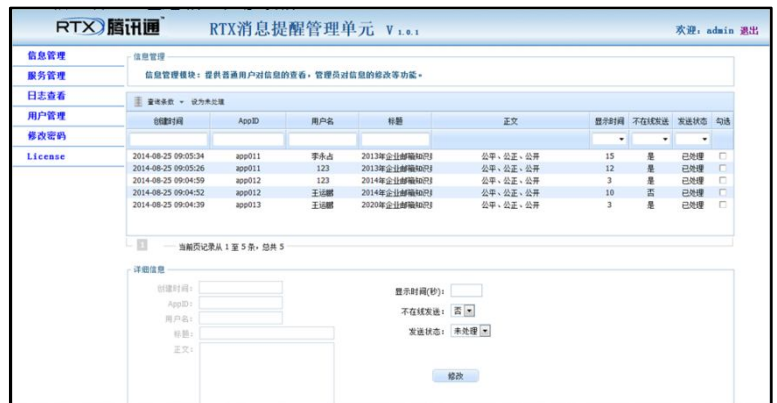 RTX 腾讯通 RTX消息提醒管理单元 V 1.0.1 欢迎: admin 退出
信息管理
服务管理
日志查看
用户管理
修改密码
License
信息管理
信息管理模块：提供普通用户对信息的查看，管理员对信息的修改等功能。
查询条数 设为未处理
创建时间 AppID 用户名 标题 正文 显示时间 不在线发送 发送状态 勾选
2014-08-25 09:05:34 app011 李永占 2013年企业邮箱知识 公平、公正、公开 15 是 已处理
2014-08-25 09:05:26 app011 123 2013年企业邮箱知识 公平、公正、公开 12 是 已处理
2014-08-25 09:04:59 app012 123 2014年企业邮箱知识 公平、公正、公开 3 是 已处理
2014-08-25 09:04:52 app012 王运鹏 2014年企业邮箱知识 公平、公正、公开 10 否 已处理
2014-08-25 09:04:39 app013 王运鹏 2020年企业邮箱知识 公平、公正、公开 3 是 已处理
1 当前页记录从 1 至 5 条，总共 5
详细信息
创建时间：
AppID：
用户名：
标题：
正文：
显示时间(秒)：
不在线发送： 否
发送状态： 未处理
修改